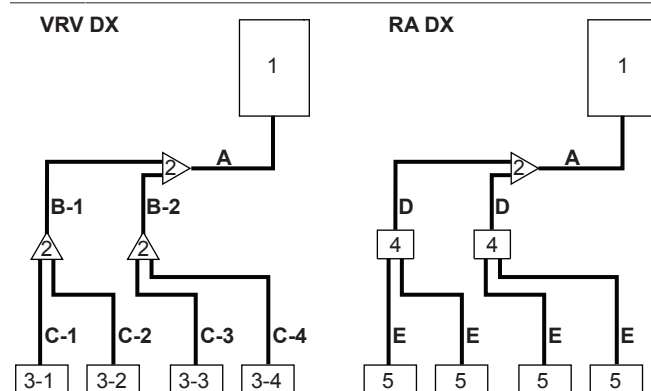 VRV DX RA DX
1 1
2 A 2 A
B-1 B-2 D D
2 2 4 4
C-1 C-2 C-3 C-4 E E E E
3-1 3-2 3-3 3-4 5 5 5 5